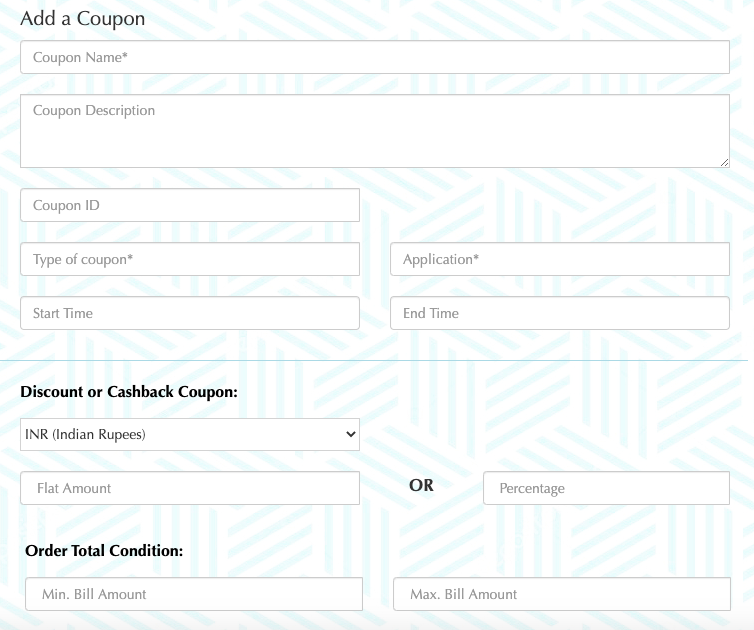 Add a Coupon
Coupon Name*
Coupon Description
Coupon ID
Type of coupon* Application*
Start Time End Time
Discount or Cashback Coupon:
INR (Indian Rupees)
Flat Amount OR Percentage
Order Total Condition:
Min. Bill Amount Max. Bill Amount